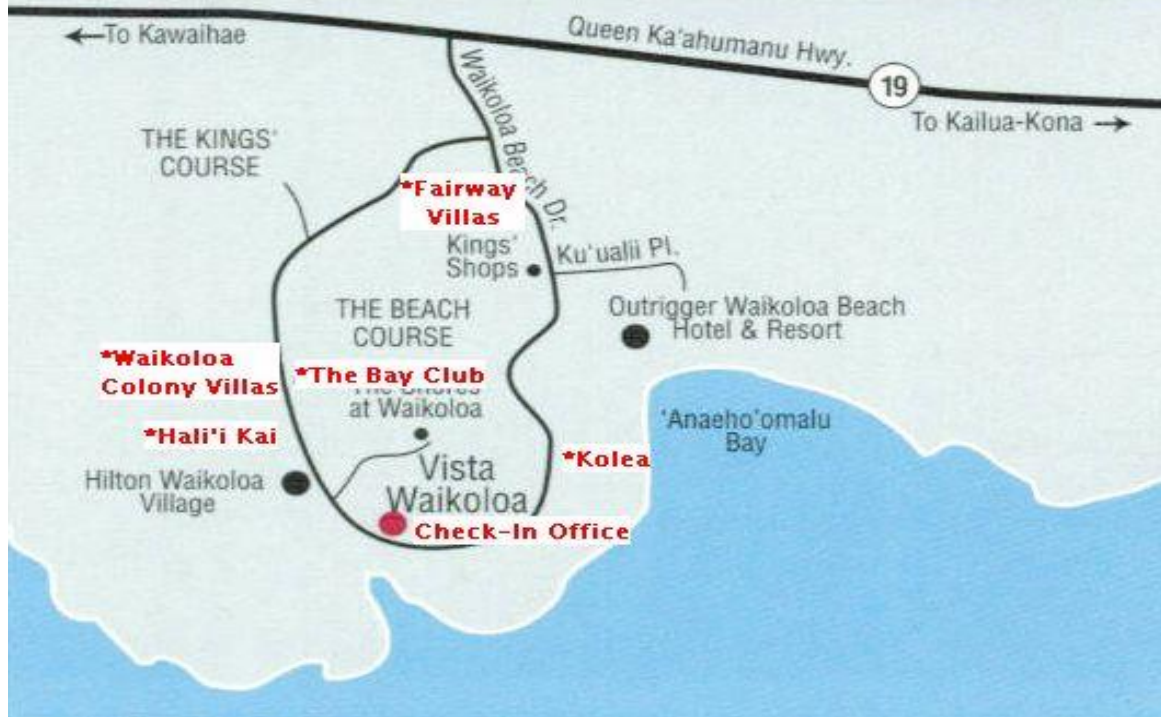 ←To Kawaihae
Queen Ka'ahumanu Hwy.
19
To Kailua-Kona →
Waikoloa Beach Dr.
THE KINGS'
COURSE
*Fairway
Villas
Kings'
Shops
Ku'ualii Pl.
THE BEACH
COURSE
Outrigger Waikoloa Beach
Hotel & Resort
*Waikoloa
Colony Villas
*The Bay Club
The Shores
at Waikoloa
'Anaeho'omalu
Bay
*Hali'i Kai
*Kolea
Hilton Waikoloa
Village
Vista
Waikoloa
Check-In Office